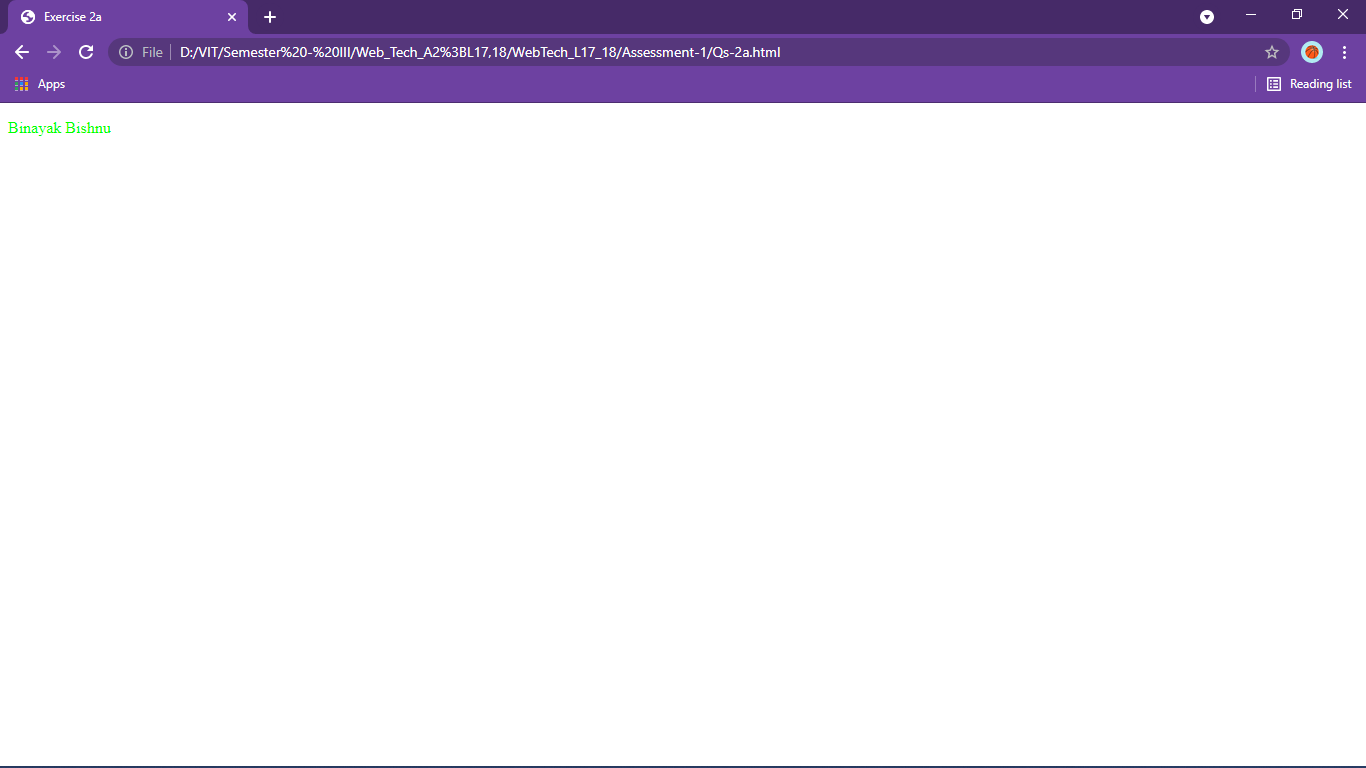 Exercise 2a
File
D:/VIT/Semester%20-%20III/Web_Tech_A2%3BL17,18/WebTech_L17_18/Assessment-1/Qs-2a.html
Apps
Reading list
Binayak Bishnu